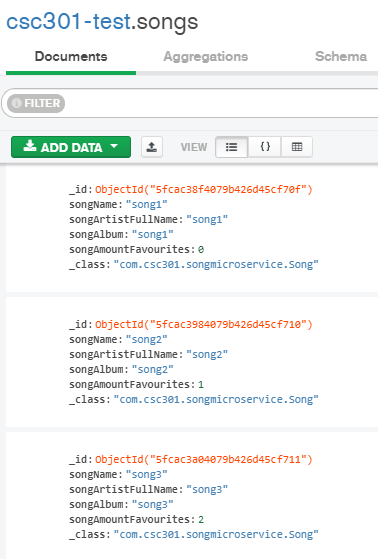 csc301-test.songs
Documents Aggregations Schema
FILTER
ADD DATA VIEW { }
_id: ObjectId("5fcac38f4079b426d45cf70f")
songName: "song1"
songArtistFullName: "song1"
songAlbum: "song1"
songAmountFavourites: 0
_class: "com.csc301.songmicroservice.Song"
_id: ObjectId("5fcac3984079b426d45cf710")
songName: "song2"
songArtistFullName: "song2"
songAlbum: "song2"
songAmountFavourites: 1
_class: "com.csc301.songmicroservice.Song"
_id: ObjectId("5fcac3a04079b426d45cf711")
songName: "song3"
songArtistFullName: "song3"
songAlbum: "song3"
songAmountFavourites: 2
_class: "com.csc301.songmicroservice.Song"